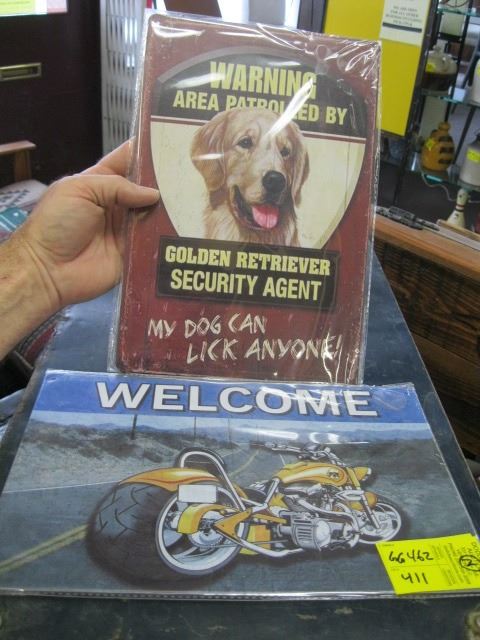 WARNING
AREA PATROLLED BY
GOLDEN RETRIEVER
SECURITY AGENT
MY DOG CAN
LICK ANYONE!
WELCOME
66462
411